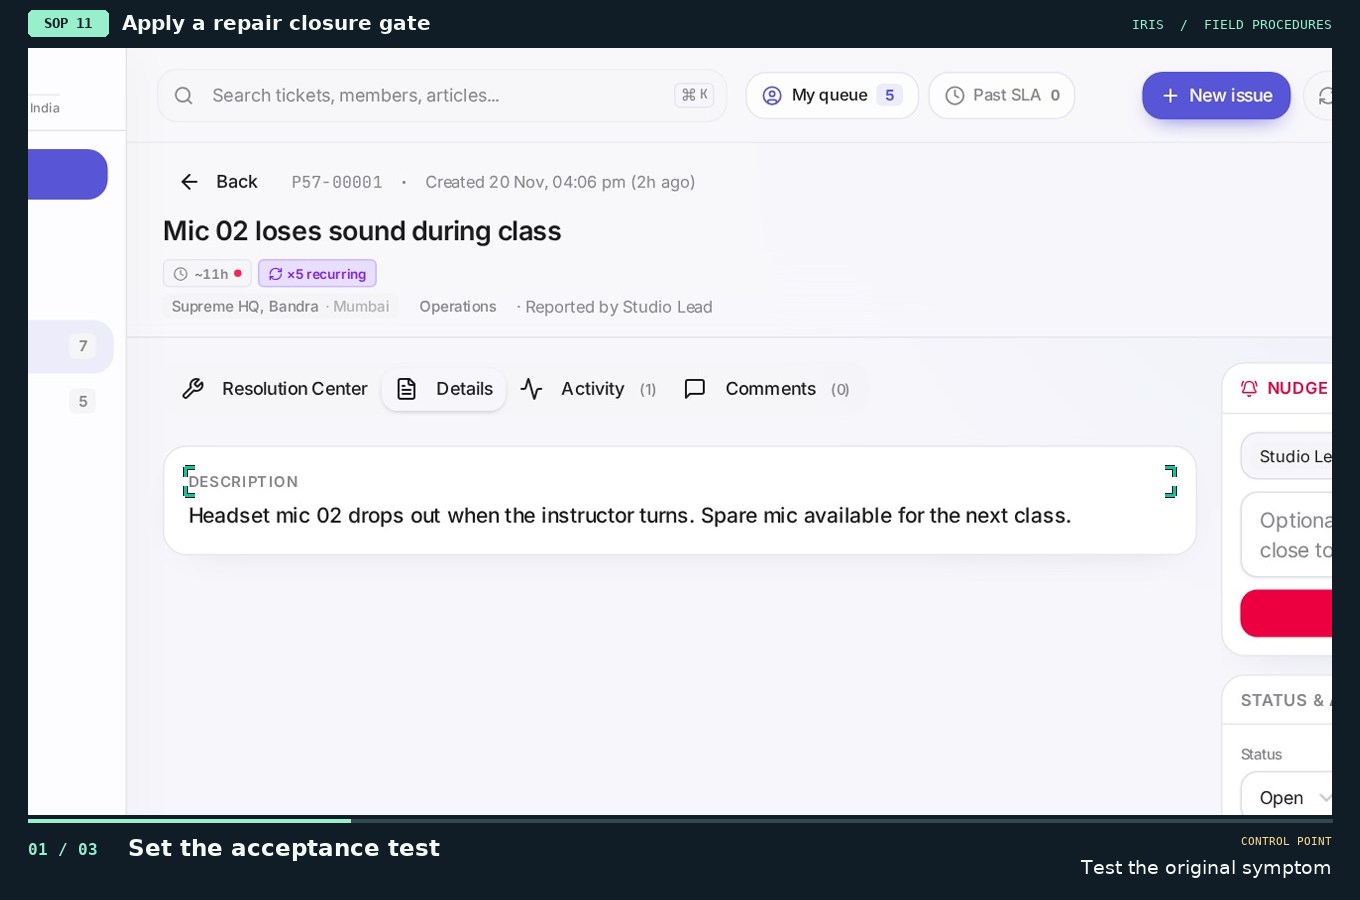 SOP 11 Apply a repair closure gate
IRIS / FIELD PROCEDURES
India
Search tickets, members, articles...
⌘ K
My queue 5
Past SLA 0
New issue
Back P57-00001 · Created 20 Nov, 04:06 pm (2h ago)
Mic 02 loses sound during class
~11h
×5 recurring
Supreme HQ, Bandra · Mumbai Operations · Reported by Studio Lead
7
5
Resolution Center
Details
Activity (1)
Comments (0)
DESCRIPTION
Headset mic 02 drops out when the instructor turns. Spare mic available for the next class.
NUDGE
Studio Le
Optiona
close to
STATUS &
Status
Open
01 / 03 Set the acceptance test
CONTROL POINT
Test the original symptom